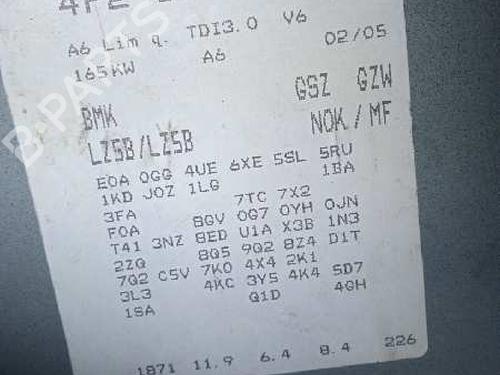 A6 Lim q. TDI3.0 V6
165KW A6 02/05
BMK GSZ GZW
LZ5B/LZ5B NOK / MF
E0A 0GG 4UE 6XE 5SL 5RU
1KD J0Z 1LG 1BA
3FA 7TC 7X2
F0A 8GV 0G7 0YH 0JN
T41 3NZ 8ED U1A X3B 1N3
2ZQ 8Q5 9Q2 8Z4 D1T
7Q2 C5V 7K0 4X4 2K1
3L3 4KC 3Y5 4K4 5D7
1SA Q1D 4GH
1871 11.9 6.4 8.4 226
B-PARTS